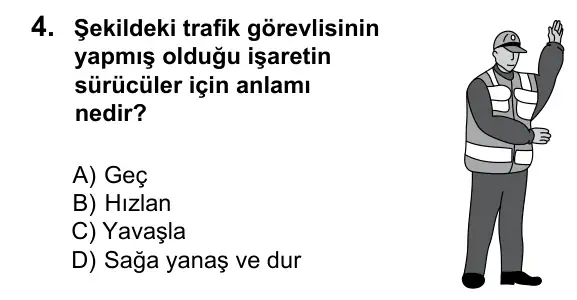 4. Şekildeki trafik görevlisinin
yapmış olduğu işaretin
sürücüler için anlamı
nedir?
A) Geç
B) Hızlan
C) Yavaşla
D) Sağa yanaş ve dur